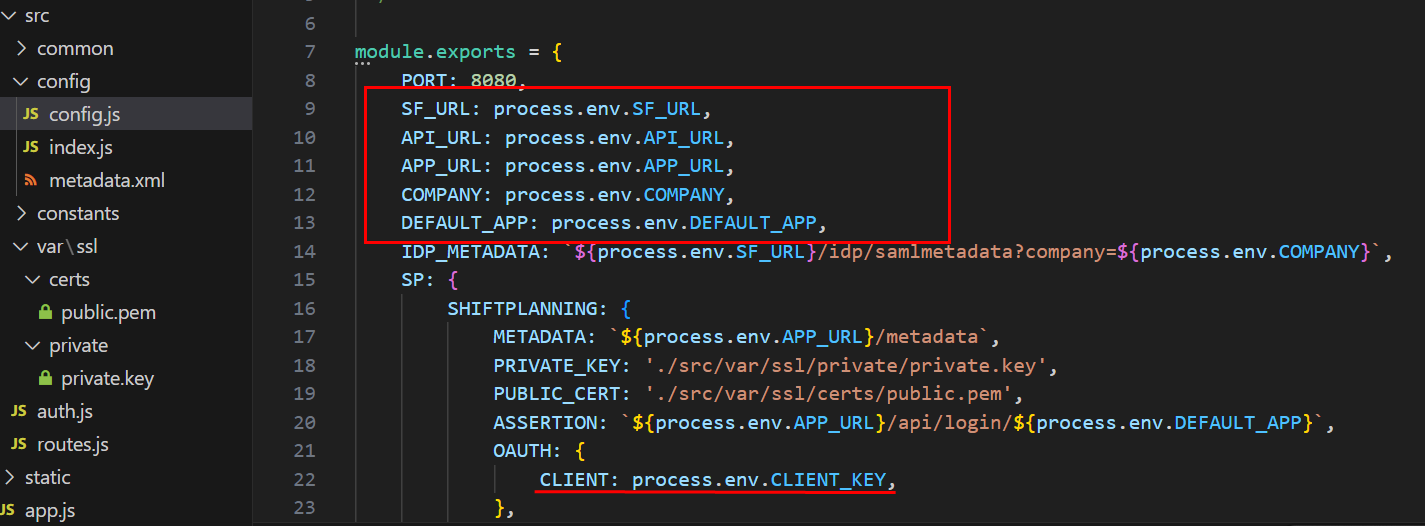 src
common
config
JS config.js
JS index.js
metadata.xml
constants
var\ssl
certs
public.pem
private
private.key
JS auth.js
JS routes.js
static
JS app.js
6
7 module.exports = {
8 PORT: 8080,
9 SF_URL: process.env.SF_URL,
10 API_URL: process.env.API_URL,
11 APP_URL: process.env.APP_URL,
12 COMPANY: process.env.COMPANY,
13 DEFAULT_APP: process.env.DEFAULT_APP,
14 IDP_METADATA: `${process.env.SF_URL}/idp/samlmetadata?company=${process.env.COMPANY}`,
15 SP: {
16 SHIFTPLANNING: {
17 METADATA: `${process.env.APP_URL}/metadata`,
18 PRIVATE_KEY: './src/var/ssl/private/private.key',
19 PUBLIC_CERT: './src/var/ssl/certs/public.pem',
20 ASSERTION: `${process.env.APP_URL}/api/login/${process.env.DEFAULT_APP}`,
21 OAUTH: {
22 CLIENT: process.env.CLIENT_KEY,
23 },